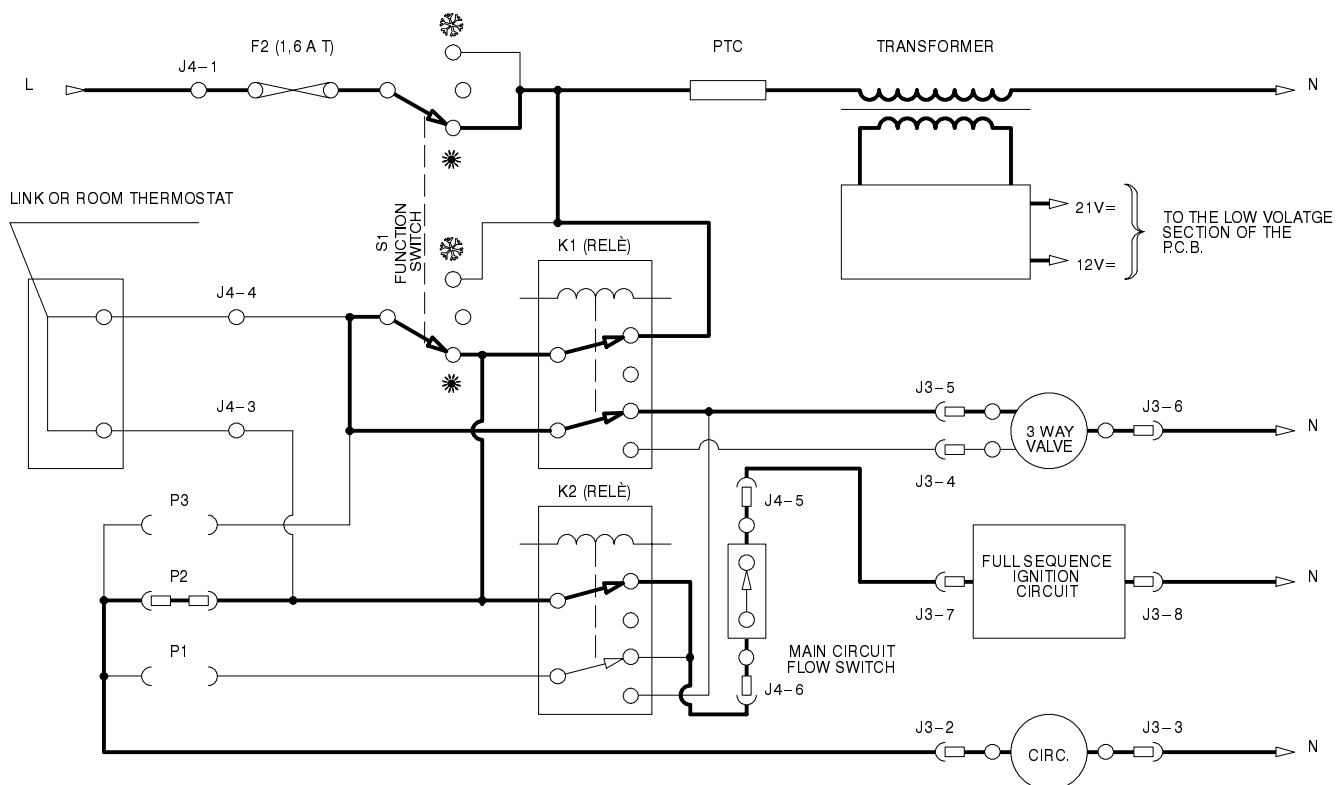 F2 (1,6 A T)
PTC
TRANSFORMER
J4-1
L
N
LINK OR ROOM THERMOSTAT
S1
FUNCTION
SWITCH
21V=
12V=
TO THE LOW VOLATGE
SECTION OF THE
P.C.B.
K1 (RELÈ)
J4-4
J4-3
J3-5
J3-6
3 WAY
VALVE
N
J3-4
K2 (RELÈ)
J4-5
P3
P2
FULL SEQUENCE
IGNITION
CIRCUIT
N
J3-7
J3-8
P1
MAIN CIRCUIT
FLOW SWITCH
J4-6
J3-2
J3-3
CIRC.
N